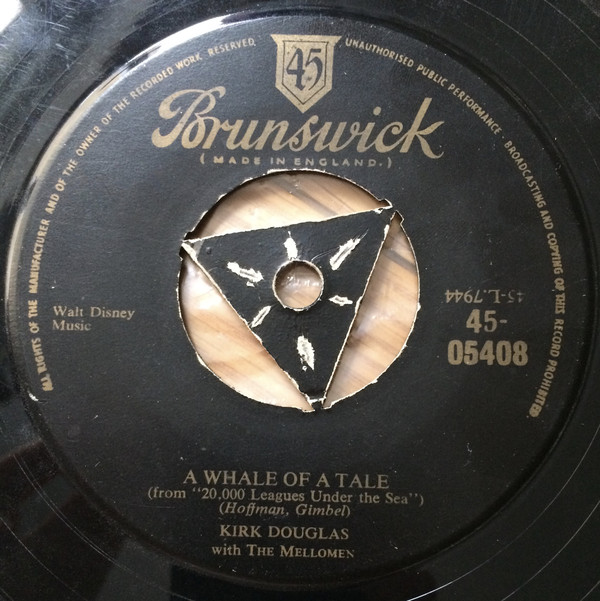 ALL RIGHTS OF THE MANUFACTURER AND OF THE OWNER OF THE RECORDED WORK RESERVED
45
UNAUTHORISED PUBLIC PERFORMANCE · BROADCASTING AND COPYING OF THIS RECORD PROHIBITED
Brunswick
(MADE IN ENGLAND.)
Walt Disney
Music
45-L.7944
45-
05408
A WHALE OF A TALE
(from "20,000 Leagues Under the Sea")
(Hoffman, Gimbel)
KIRK DOUGLAS
with THE MELLOMEN